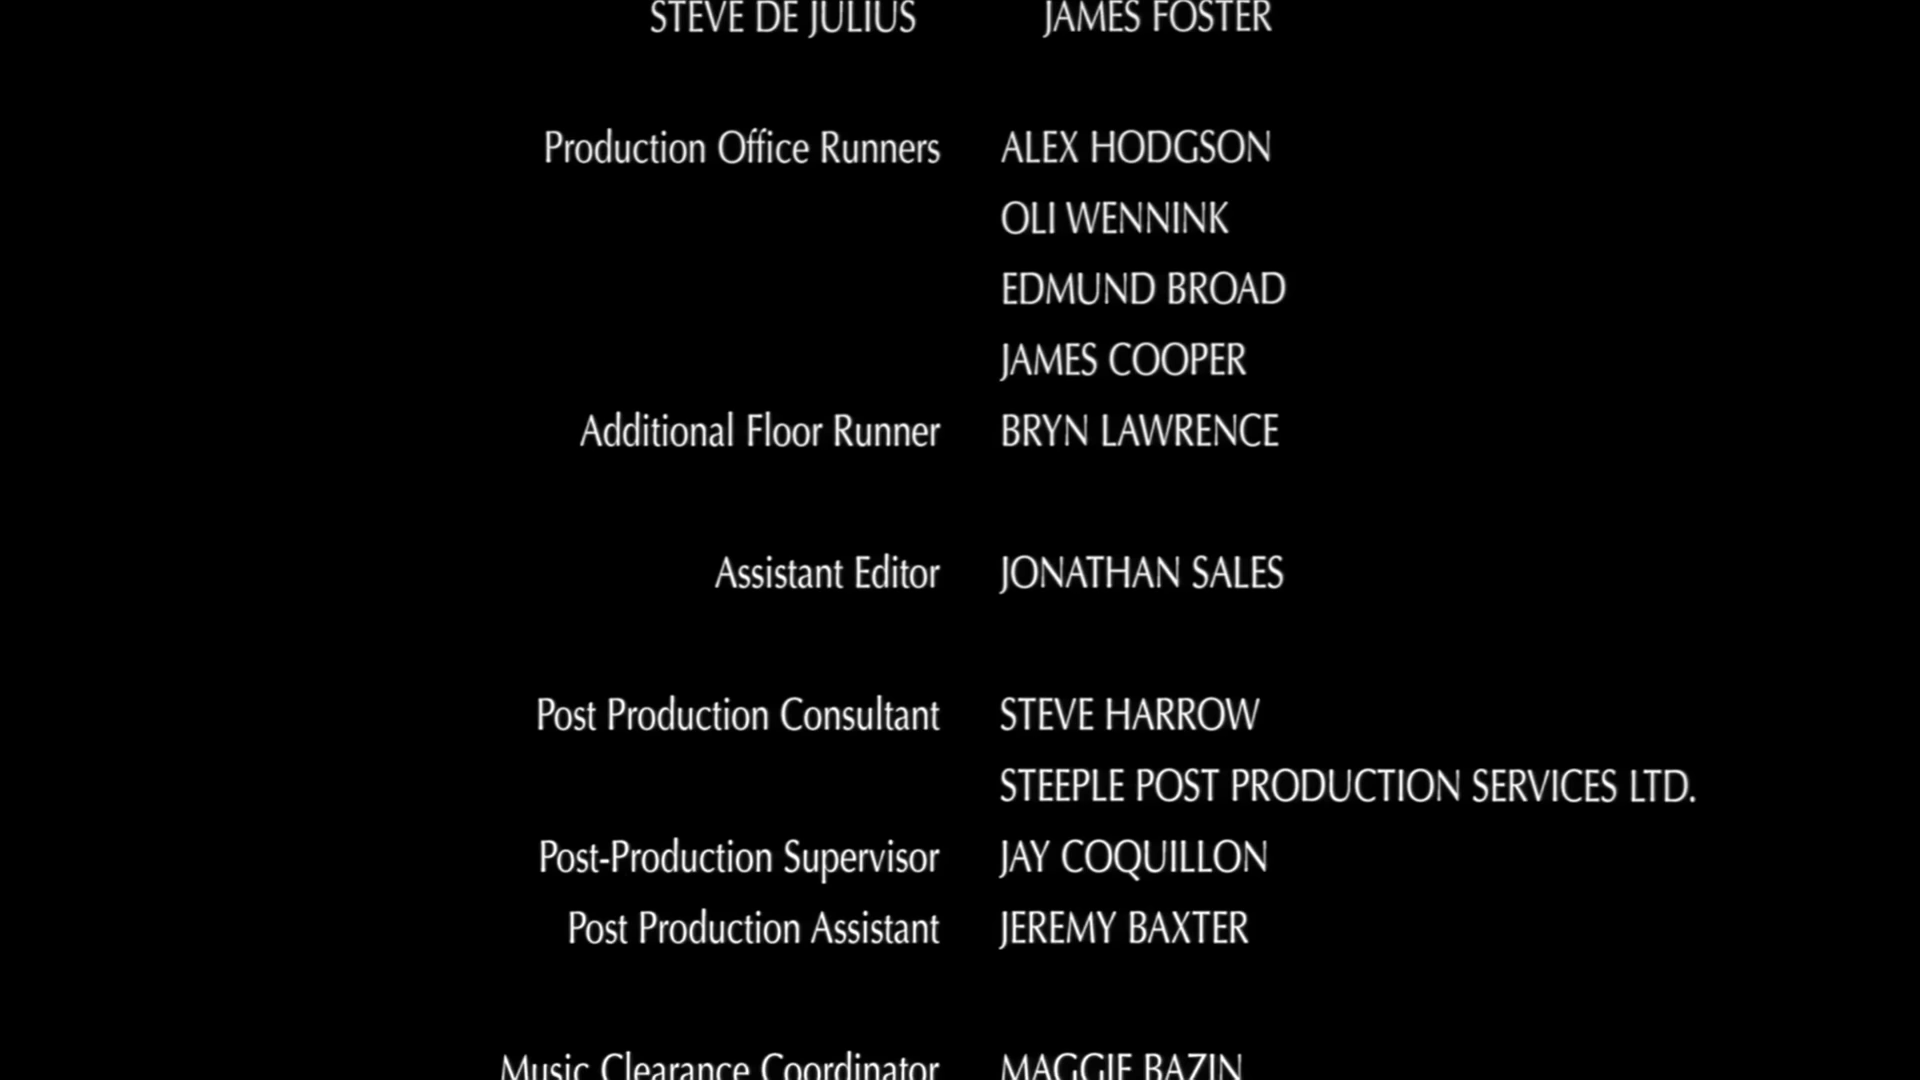 STEVE DE JULIUS JAMES FOSTER
Production Office Runners ALEX HODGSON
OLI WENNINK
EDMUND BROAD
JAMES COOPER
Additional Floor Runner BRYN LAWRENCE
Assistant Editor JONATHAN SALES
Post Production Consultant STEVE HARROW
STEEPLE POST PRODUCTION SERVICES LTD.
Post-Production Supervisor JAY COQUILLON
Post Production Assistant JEREMY BAXTER
Music Clearance Coordinator MAGGIE BAZIN